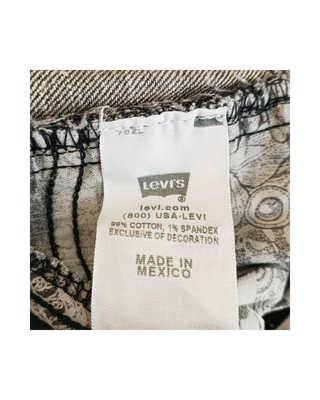 Levi's
®
levi.com
(800) USA-LEVI
99% COTTON, 1% SPANDEX
EXCLUSIVE OF DECORATION
MADE IN
MEXICO